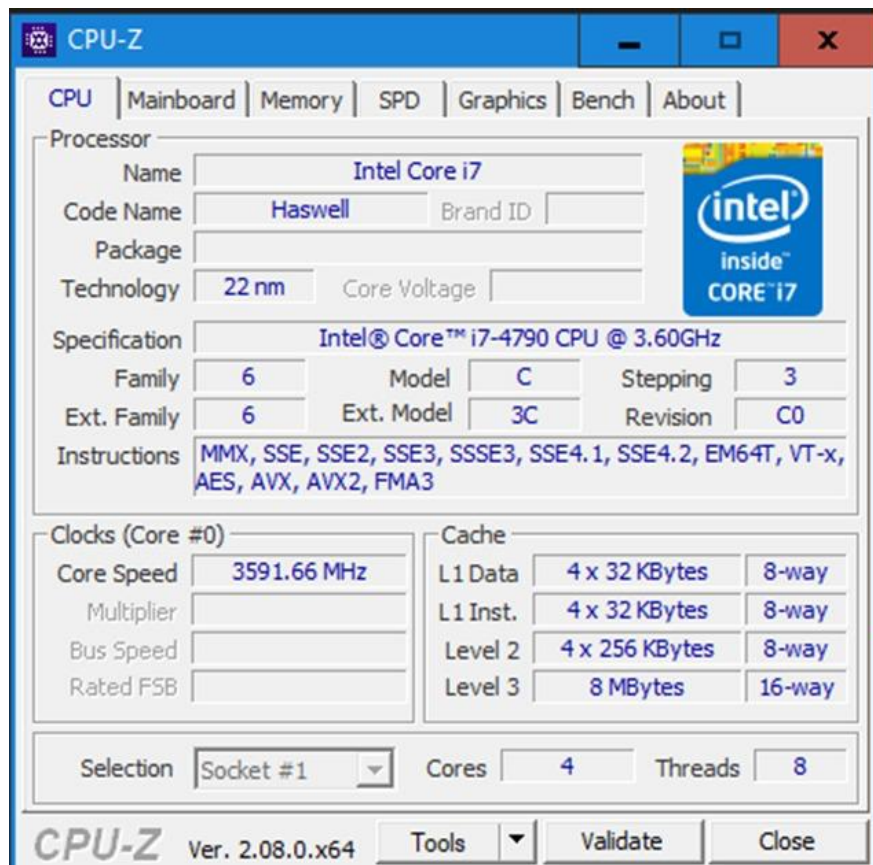 CPU-Z
CPU Mainboard Memory SPD Graphics Bench About
Processor
Name Intel Core i7
Code Name Haswell Brand ID
Package
Technology 22 nm Core Voltage
intel®
inside™
CORE™ i7
Specification Intel® Core™ i7-4790 CPU @ 3.60GHz
Family 6 Model C Stepping 3
Ext. Family 6 Ext. Model 3C Revision C0
Instructions MMX, SSE, SSE2, SSE3, SSSE3, SSE4.1, SSE4.2, EM64T, VT-x,
AES, AVX, AVX2, FMA3
Clocks (Core #0)
Core Speed 3591.66 MHz
Multiplier
Bus Speed
Rated FSB
Cache
L1 Data 4 x 32 KBytes 8-way
L1 Inst. 4 x 32 KBytes 8-way
Level 2 4 x 256 KBytes 8-way
Level 3 8 MBytes 16-way
Selection Socket #1 Cores 4 Threads 8
CPU-Z Ver. 2.08.0.x64 Tools Validate Close